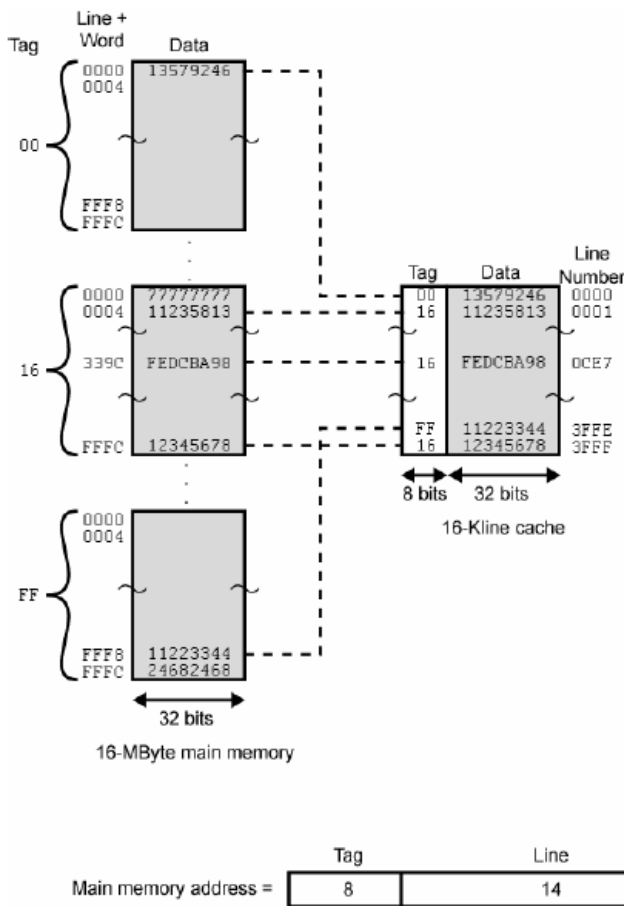 Line +
Tag Word Data
0000 13579246
0004
00
FFF8
FFFC
Line
Tag Data Number
0000 77777777 00 13579246 0000
0004 11235813 16 11235813 0001
16 339C FEDCBA98 16 FEDCBA98 0CE7
FF 11223344 3FFE
FFFC 12345678 16 12345678 3FFF
8 bits 32 bits
16-Kline cache
0000
0004
FF
FFF8 11223344
FFFC 24682468
32 bits
16-MByte main memory
Tag Line
Main memory address = 8 14